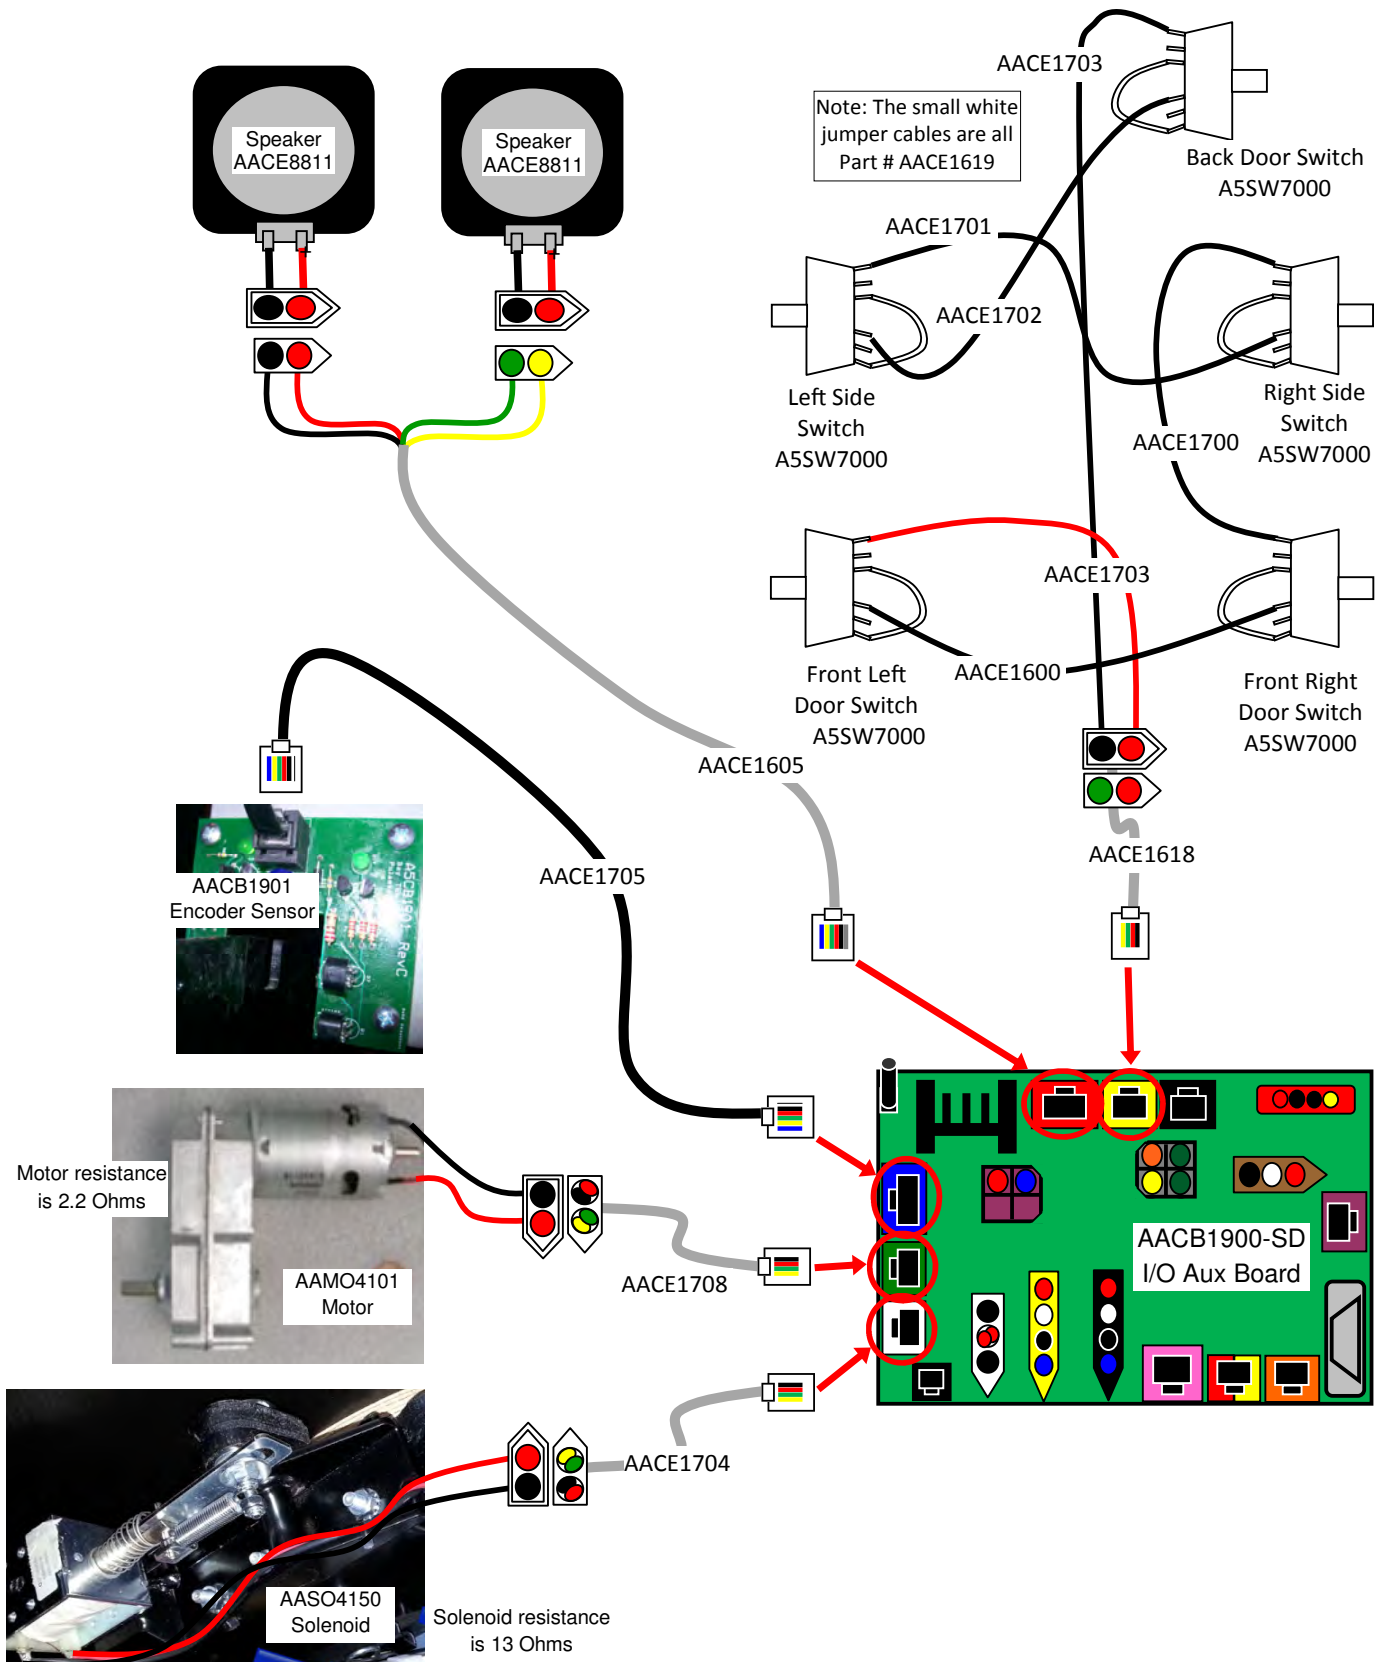 Speaker
AACE8811
Speaker
AACE8811
AACE1703
Note: The small white
jumper cables are all
Part # AACE1619
Back Door Switch
A5SW7000
AACE1701
AACE1702
Left Side
Switch
A5SW7000
Right Side
Switch
A5SW7000
AACE1700
AACE1703
AACE1600
Front Left
Door Switch
A5SW7000
Front Right
Door Switch
A5SW7000
AACE1605
AACE1618
AACE1705
AACB1901
Encoder Sensor
A5CB1901 RevC
Motor resistance
is 2.2 Ohms
AAMO4101
Motor
AACE1708
AACB1900-SD
I/O Aux Board
AACE1704
AASO4150
Solenoid
Solenoid resistance
is 13 Ohms